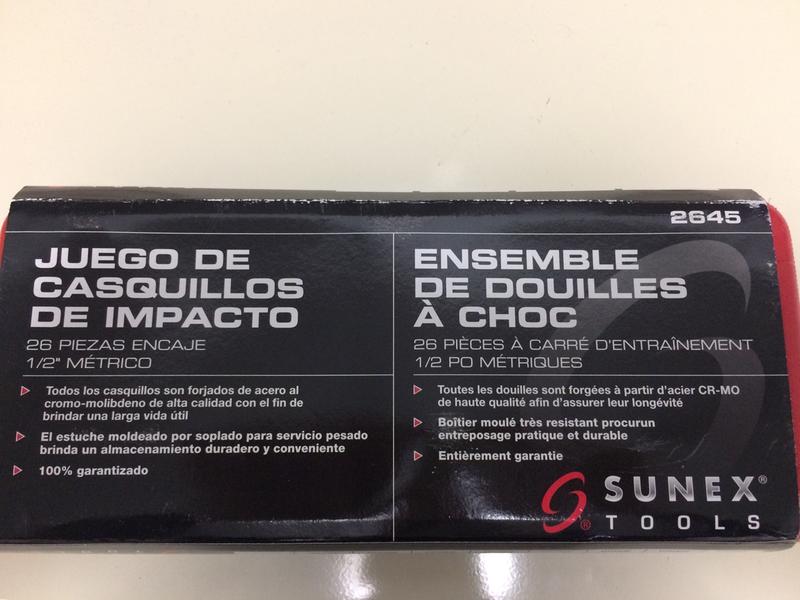 2645
JUEGO DE
CASQUILLOS
DE IMPACTO
26 PIEZAS ENCAJE
1/2" MÉTRICO
Todos los casquillos son forjados de acero al
cromo-molibdeno de alta calidad con el fin de
brindar una larga vida útil
El estuche moldeado por soplado para servicio pesado
brinda un almacenamiento duradero y conveniente
100% garantizado
ENSEMBLE
DE DOUILLES
À CHOC
26 PIÈCES À CARRÉ D'ENTRAÎNEMENT
1/2 PO MÉTRIQUES
Toutes les douilles sont forgées à partir d'acier CR-MO
de haute qualité afin d'assurer leur longévité
Boîtier moulé très resistant procurun
entreposage pratique et durable
Entièrement garantie
SUNEX®
TOOLS
®